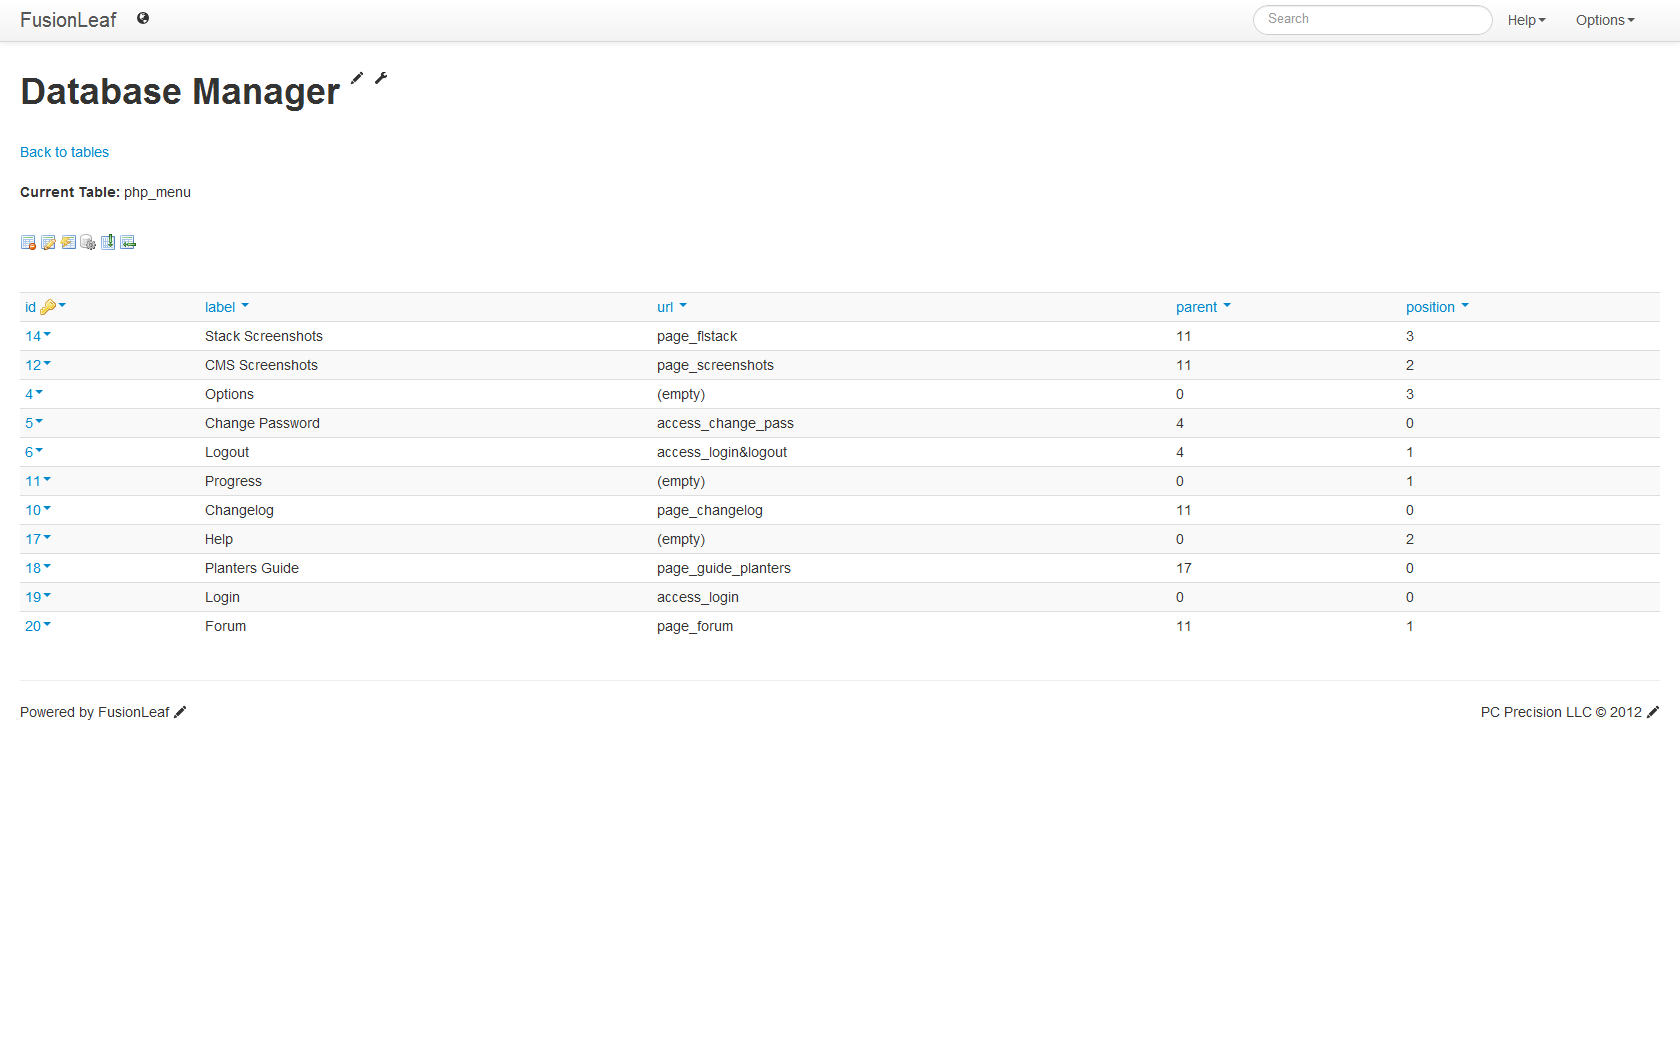 FusionLeaf Search Help Options
Database Manager
Back to tables
Current Table: php_menu
id label url parent position
14 Stack Screenshots page_flstack 11 3
12 CMS Screenshots page_screenshots 11 2
4 Options (empty) 0 3
5 Change Password access_change_pass 4 0
6 Logout access_login&logout 4 1
11 Progress (empty) 0 1
10 Changelog page_changelog 11 0
17 Help (empty) 0 2
18 Planters Guide page_guide_planters 17 0
19 Login access_login 0 0
20 Forum page_forum 11 1
Powered by FusionLeaf PC Precision LLC © 2012